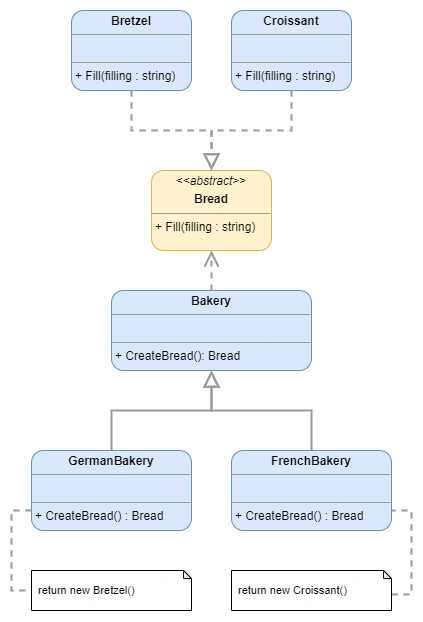 Bretzel
+ Fill(filling : string)
Croissant
+ Fill(filling : string)
<<abstract>>
Bread
+ Fill(filling : string)
Bakery
+ CreateBread(): Bread
GermanBakery
+ CreateBread() : Bread
FrenchBakery
+ CreateBread() : Bread
return new Bretzel()
return new Croissant()